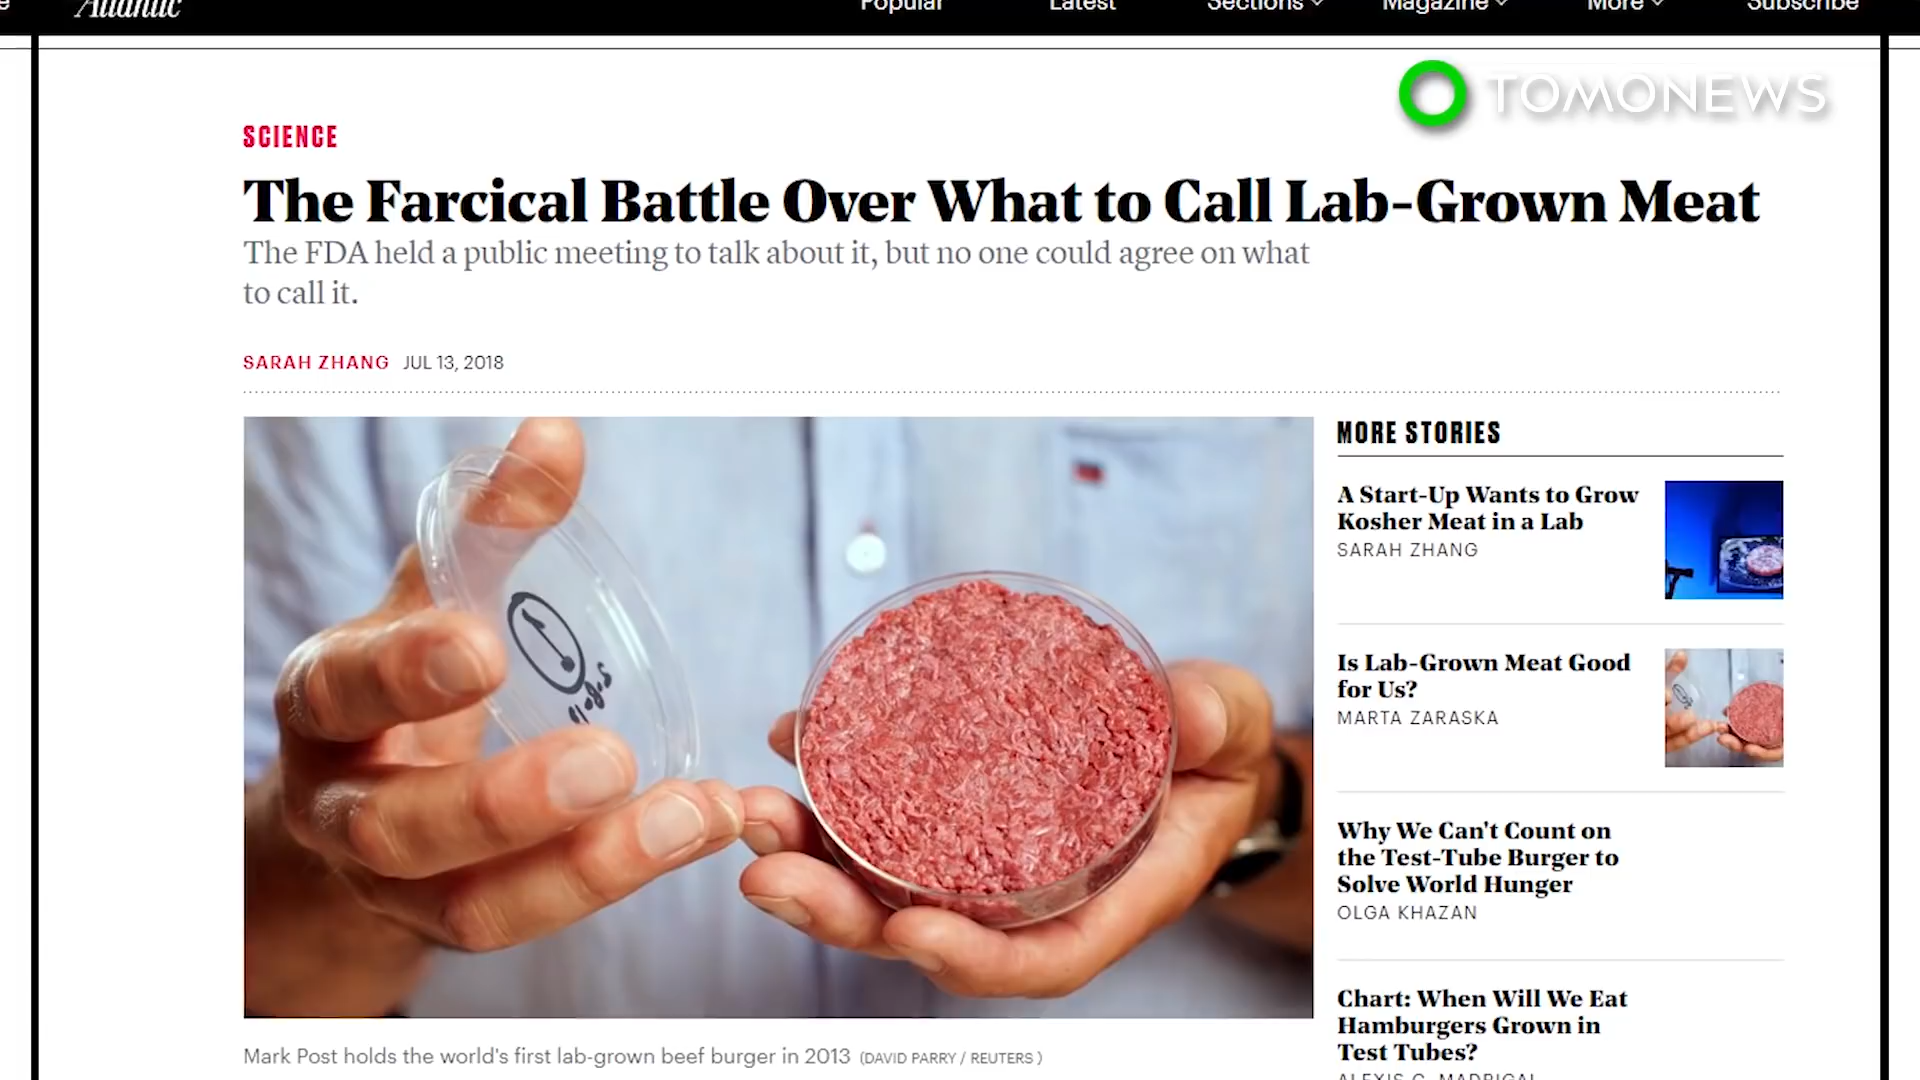 Atlantic
Popular
Latest
Sections
Magazine
More
Subscribe
TOMONEWS
SCIENCE
The Farcical Battle Over What to Call Lab-Grown Meat
The FDA held a public meeting to talk about it, but no one could agree on what
to call it.
SARAH ZHANG JUL 13, 2018
MORE STORIES
A Start-Up Wants to Grow
Kosher Meat in a Lab
SARAH ZHANG
Is Lab-Grown Meat Good
for Us?
MARTA ZARASKA
Why We Can't Count on
the Test-Tube Burger to
Solve World Hunger
OLGA KHAZAN
Chart: When Will We Eat
Hamburgers Grown in
Test Tubes?
ALEXIS C. MADRIGAL
Mark Post holds the world's first lab-grown beef burger in 2013 (DAVID PARRY / REUTERS )